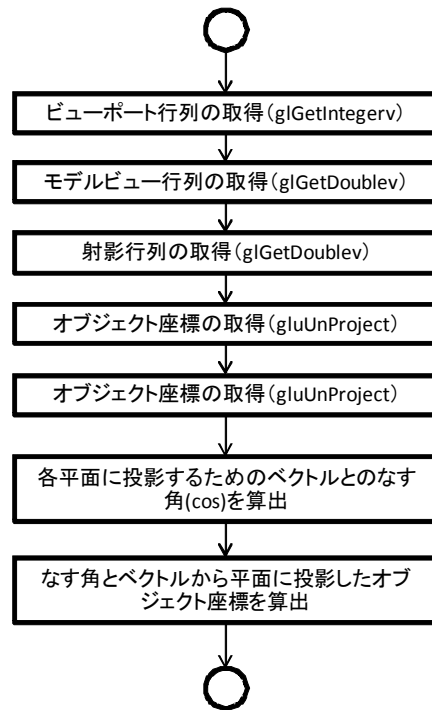 ビューポート行列の取得(glGetIntegerv)
モデルビュー行列の取得(glGetDoublev)
射影行列の取得(glGetDoublev)
オブジェクト座標の取得(gluUnProject)
オブジェクト座標の取得(gluUnProject)
各平面に投影するためのベクトルとのなす
角(cos)を算出
なす角とベクトルから平面に投影したオブ
ジェクト座標を算出